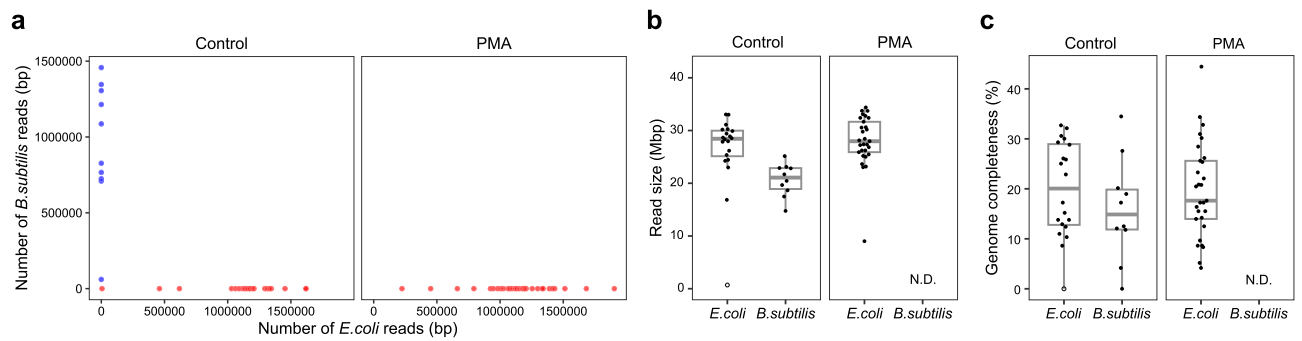 a
Control
PMA
Number of B.subtilis reads (bp)
1500000
1000000
500000
0
0
500000
1000000
1500000
0
500000
1000000
1500000
Number of E.coli reads (bp)
b
Control
PMA
Read size (Mbp)
40
30
20
10
0
N.D.
E.coli
B.subtilis
E.coli
B.subtilis
c
Control
PMA
Genome completeness (%)
40
30
20
10
0
N.D.
E.coli
B.subtilis
E.coli
B.subtilis